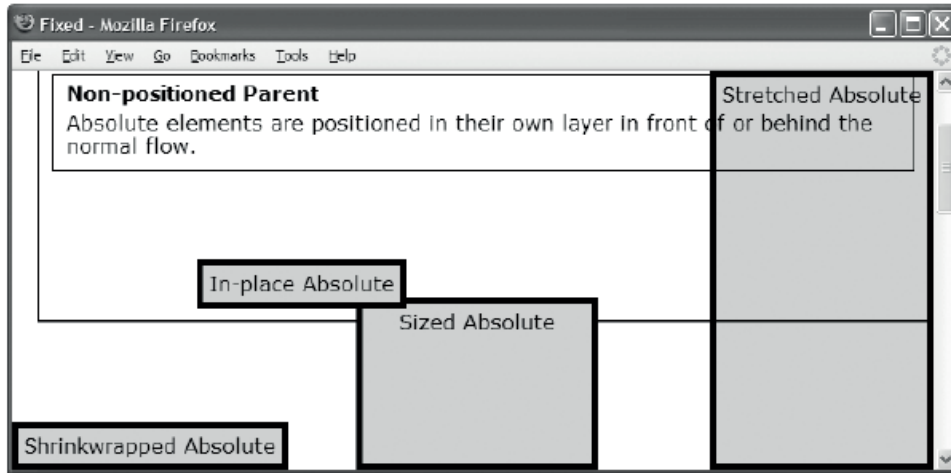 Fixed - Mozilla Firefox
File Edit View Go Bookmarks Tools Help
Non-positioned Parent
Stretched Absolute
Absolute elements are positioned in their own layer in front of or behind the
normal flow.
In-place Absolute
Sized Absolute
Shrinkwrapped Absolute